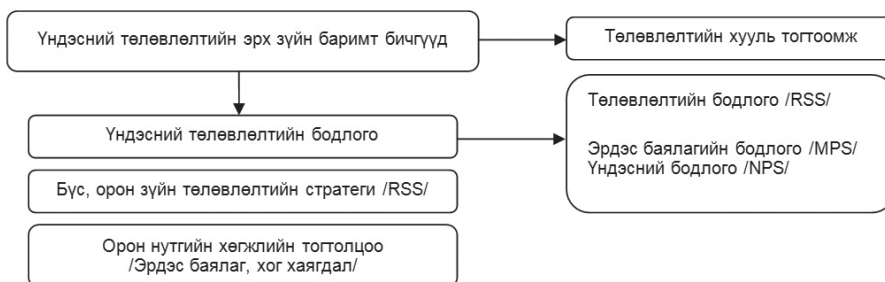 Үндэсний төлөвлөлтийн эрх зүйн баримт бичгүүд
Төлөвлөлтийн хууль тогтоомж
Үндэсний төлөвлөлтийн бодлого
Төлөвлөлтийн бодлого /RSS/
Эрдэс баялагийн бодлого /MPS/
Үндэсний бодлого /NPS/
Бүс, орон зүйн төлөвлөлтийн стратеги /RSS/
Орон нутгийн хөгжлийн тогтолцоо
/Эрдэс баялаг, хог хаягдал/